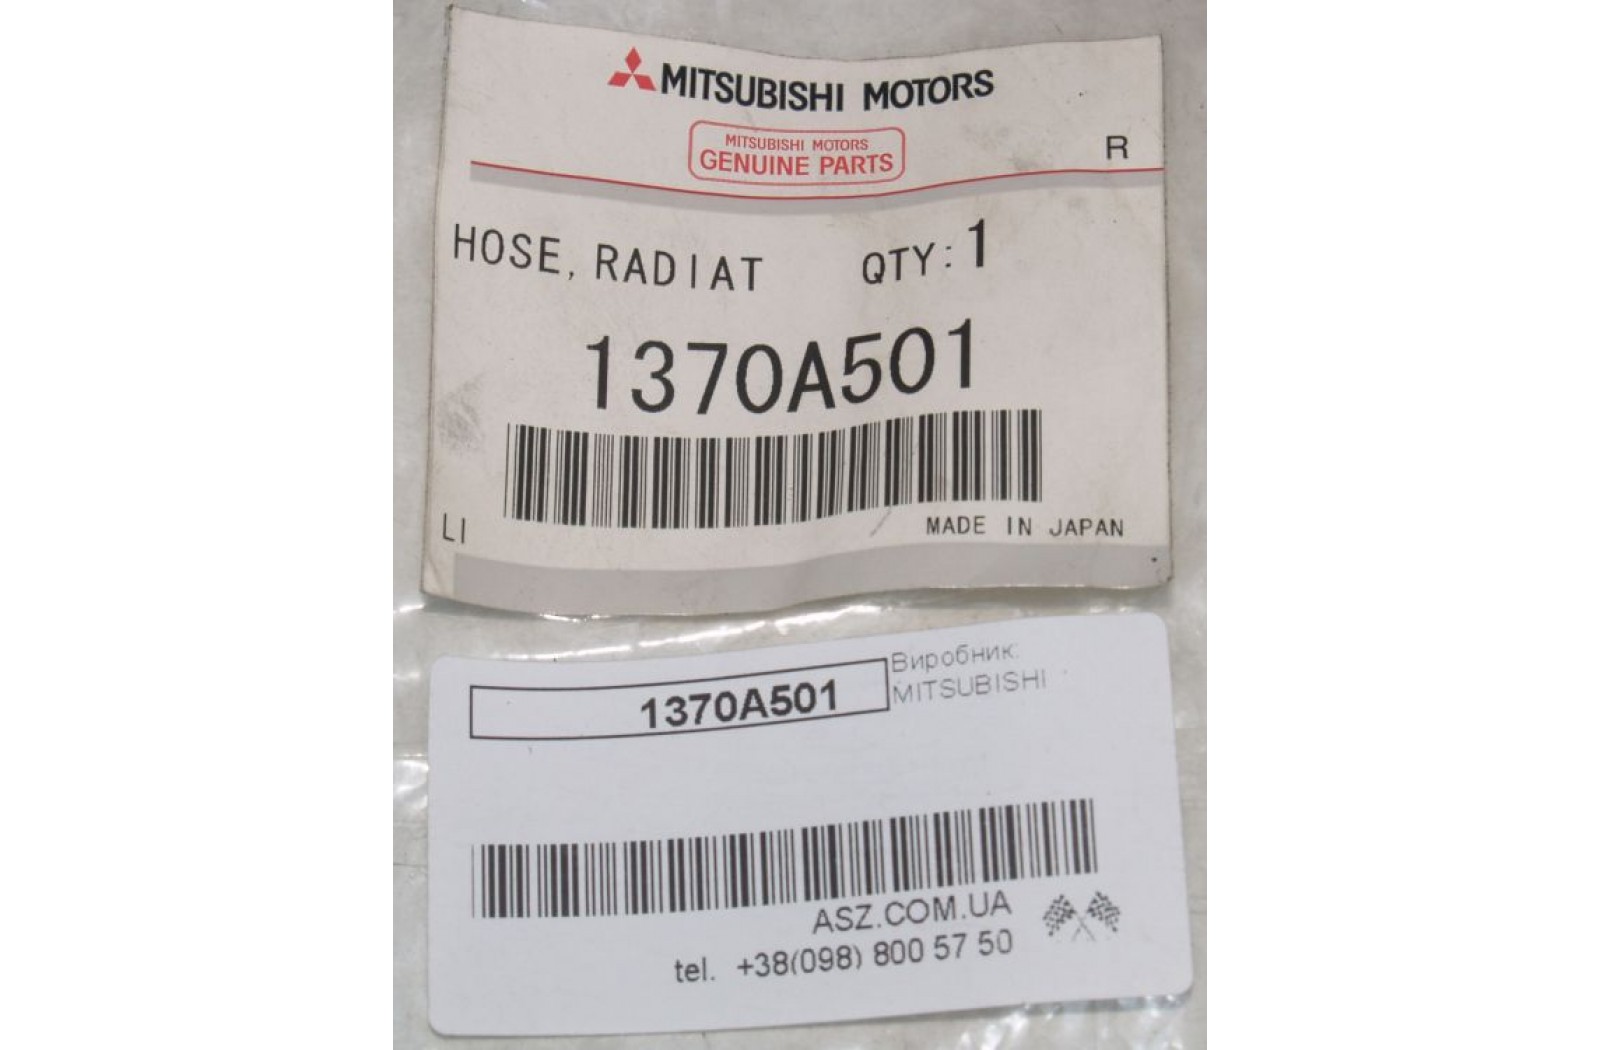 MITSUBISHI MOTORS
MITSUBISHI MOTORS
GENUINE PARTS
R
HOSE, RADIAT QTY: 1
1370A501
LI
MADE IN JAPAN
Виробник:
1370A501
MITSUBISHI
ASZ.COM.UA
tel. +38(098) 800 57 50